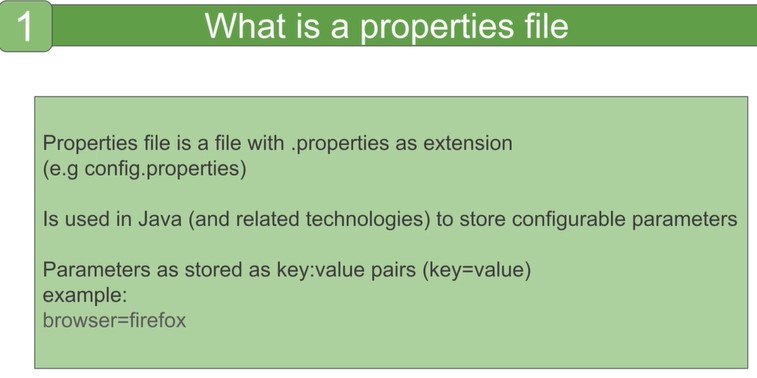 1
What is a properties file
Properties file is a file with .properties as extension
(e.g config.properties)
Is used in Java (and related technologies) to store configurable parameters
Parameters as stored as key:value pairs (key=value)
example:
browser=firefox